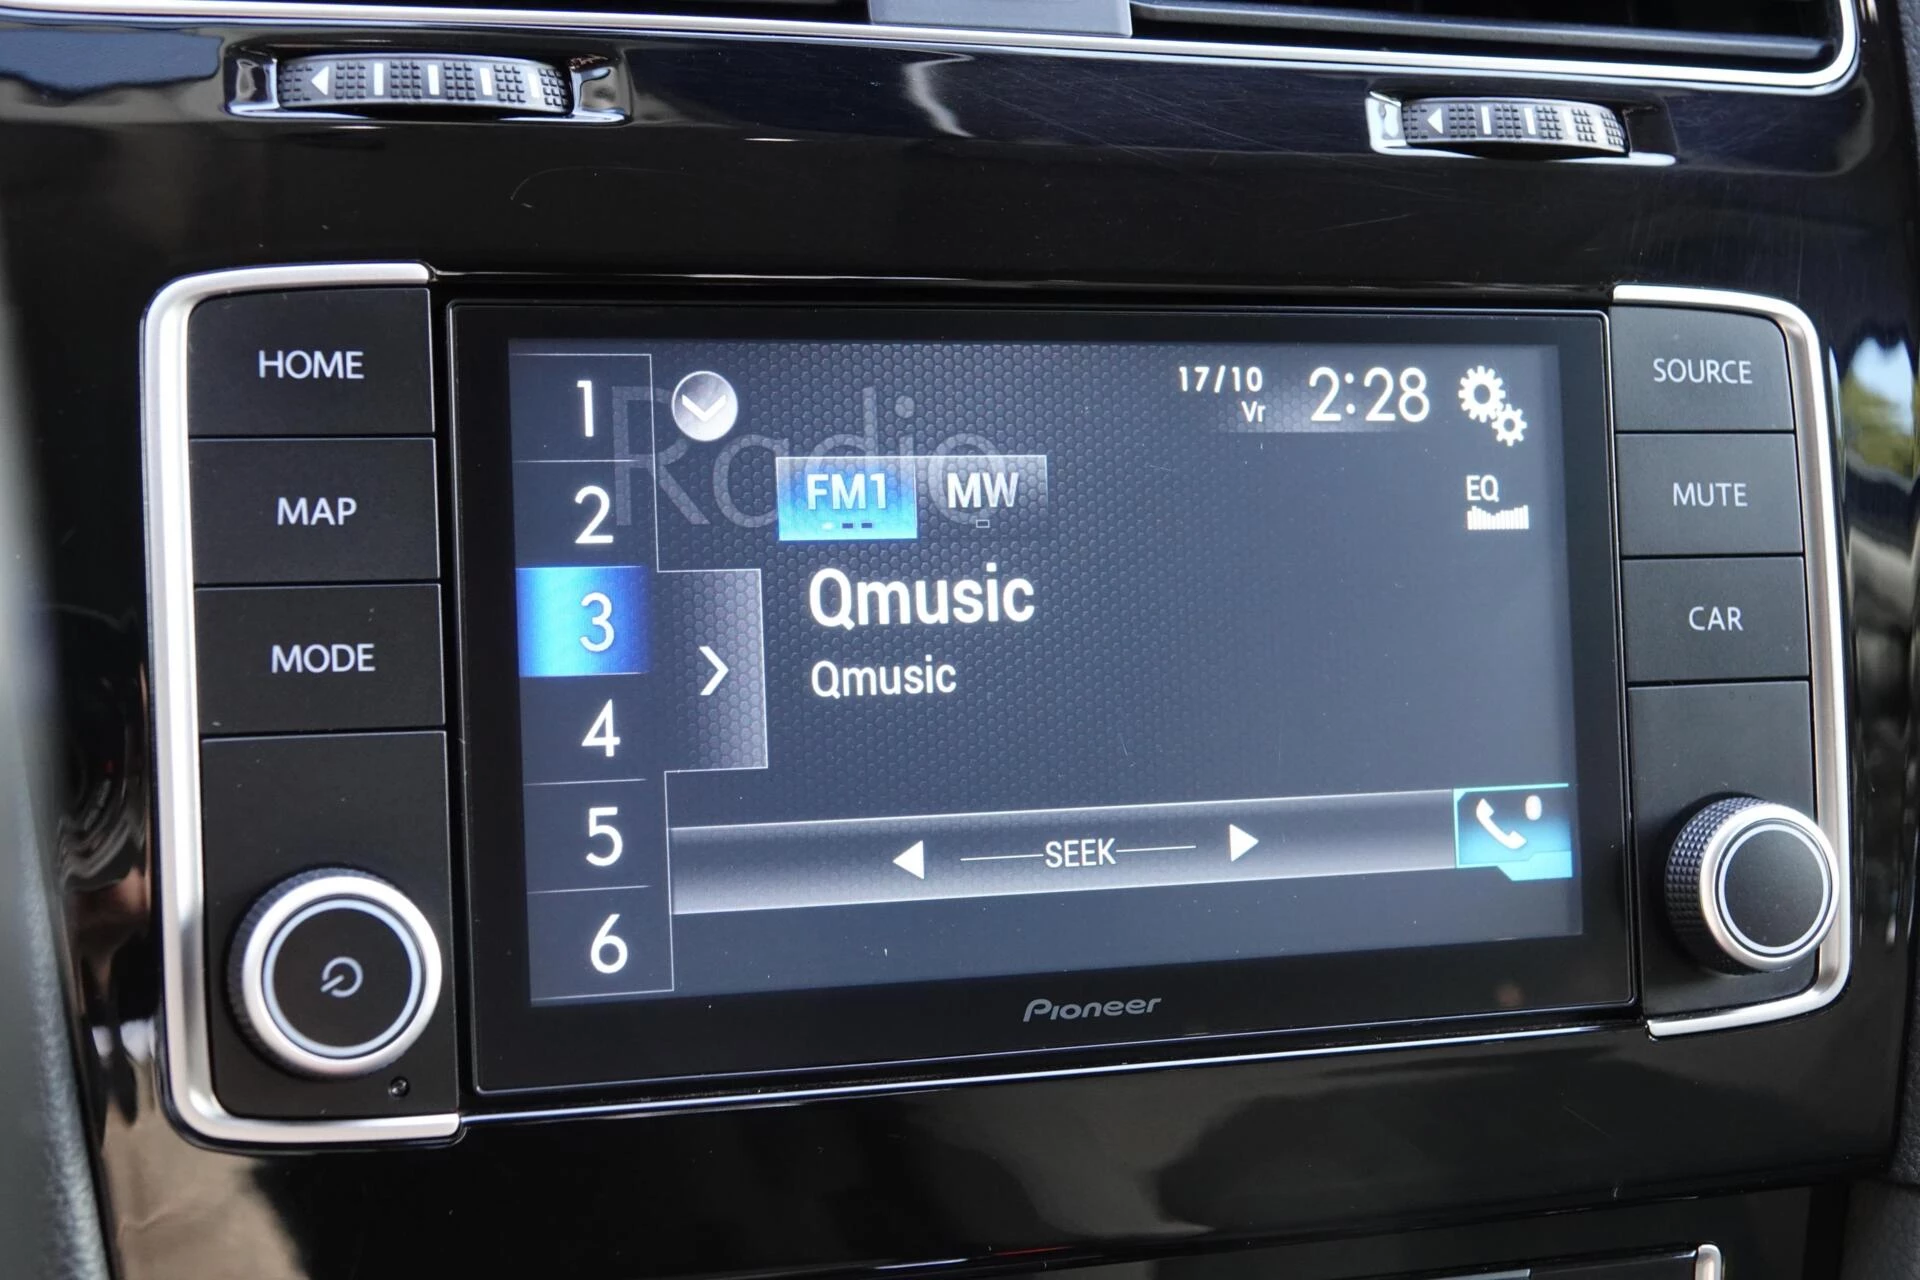 HOME
MAP
MODE
1
2
3
4
5
6
Radio
17/10
Vr
2:28
FM1
MW
EQ
Qmusic
Qmusic
SEEK
Pioneer
SOURCE
MUTE
CAR